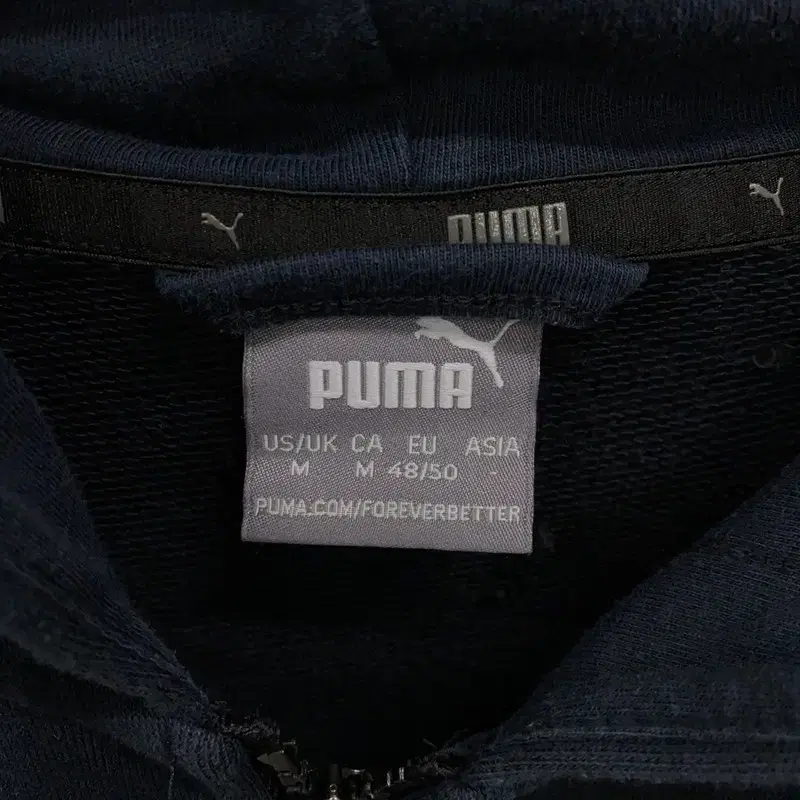 PUMA
PUMA
US/UK CA EU ASIA
M M 48/50 -
PUMA.COM/FOREVERBETTER